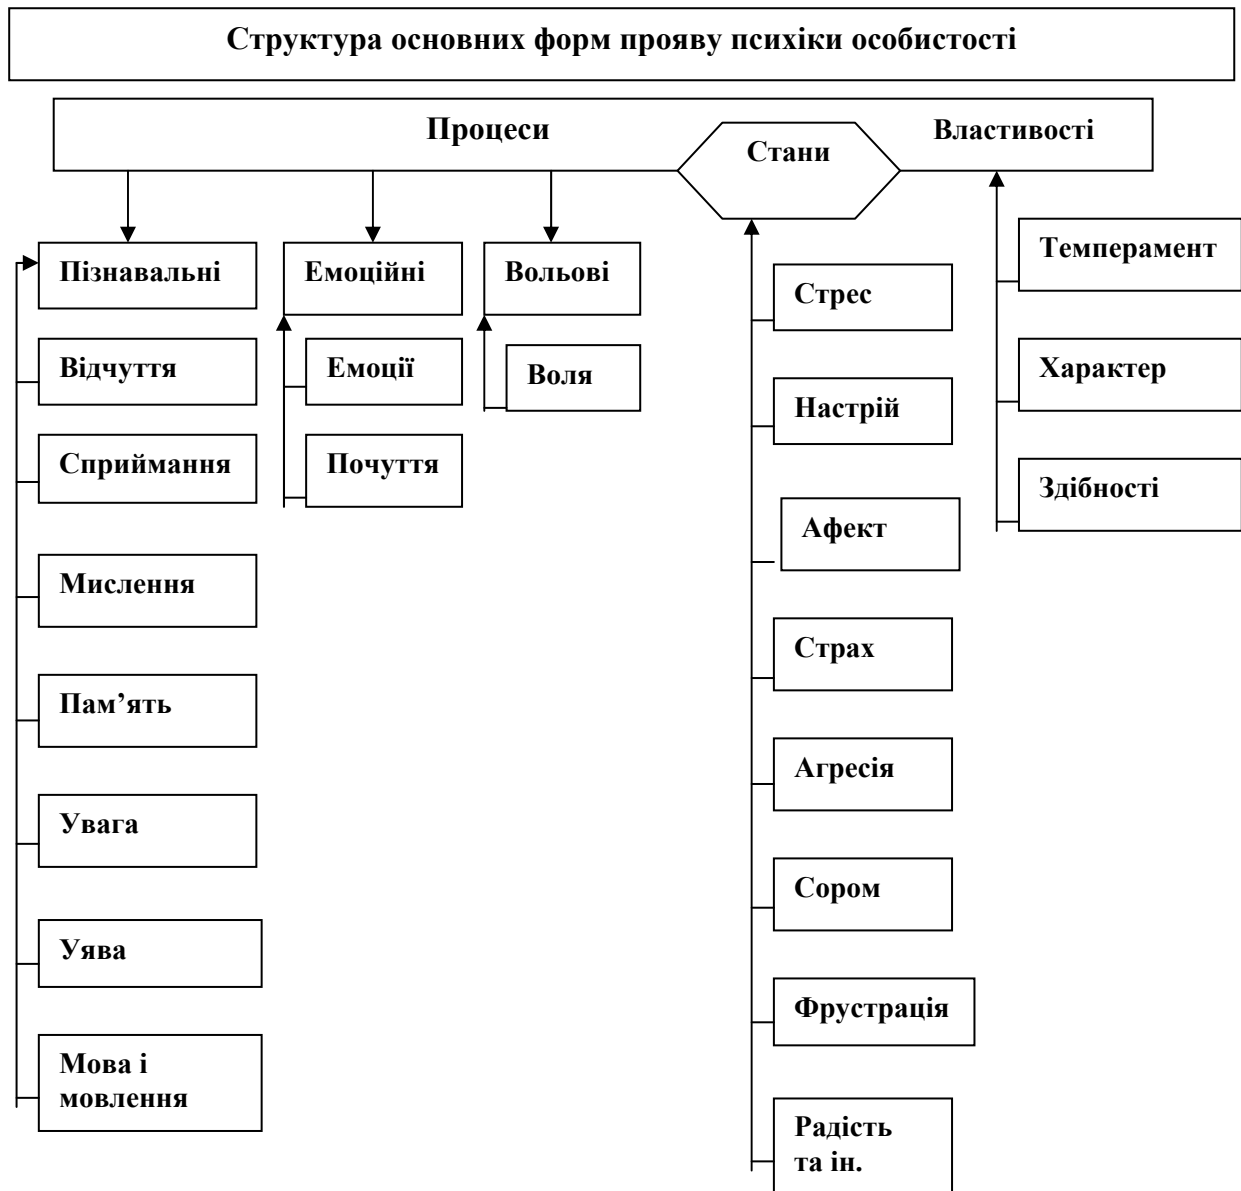 Структура основних форм прояву психіки особистості
Процеси
Стани
Властивості
Пізнавальні
Відчуття
Сприймання
Мислення
Пам’ять
Увага
Уява
Мова і
мовлення
Емоційні
Емоції
Почуття
Вольові
Воля
Стрес
Настрій
Афект
Страх
Агресія
Сором
Фрустрація
Радість
та ін.
Темперамент
Характер
Здібності